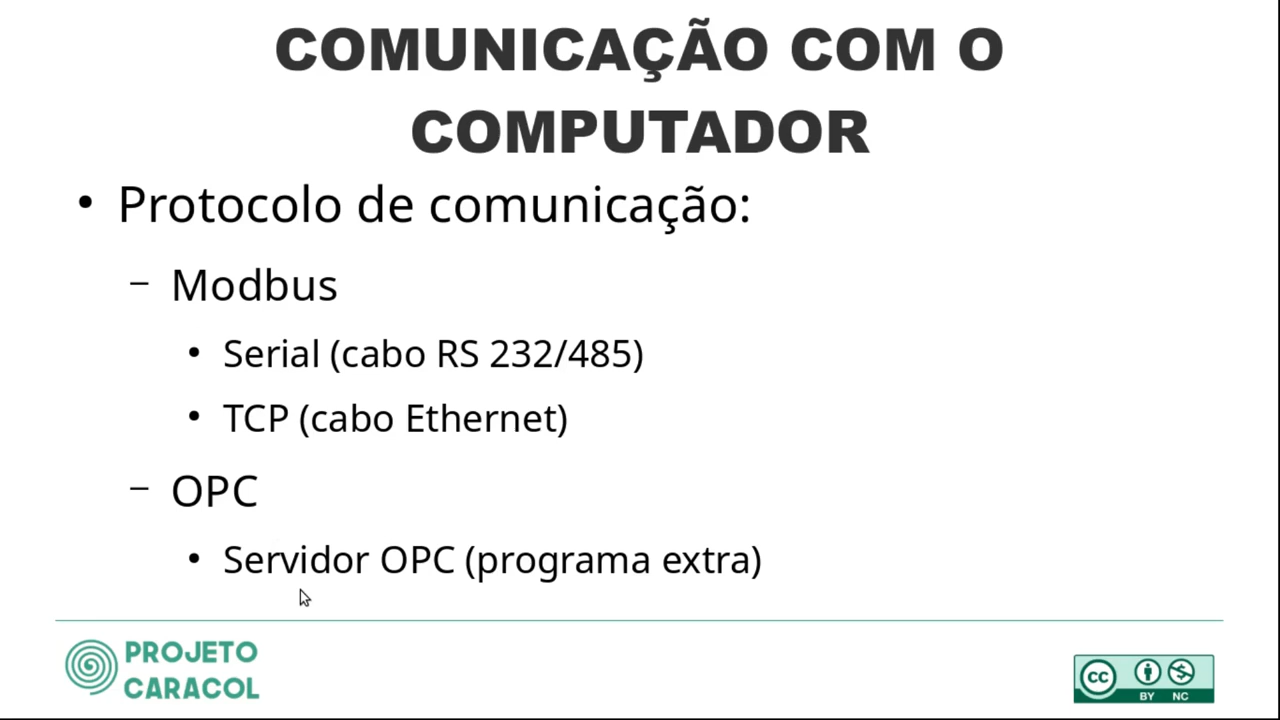 COMUNICAÇÃO COM O
COMPUTADOR
• Protocolo de comunicação:
– Modbus
• Serial (cabo RS 232/485)
• TCP (cabo Ethernet)
– OPC
• Servidor OPC (programa extra)
PROJETO
CARACOL
cc
BY NC